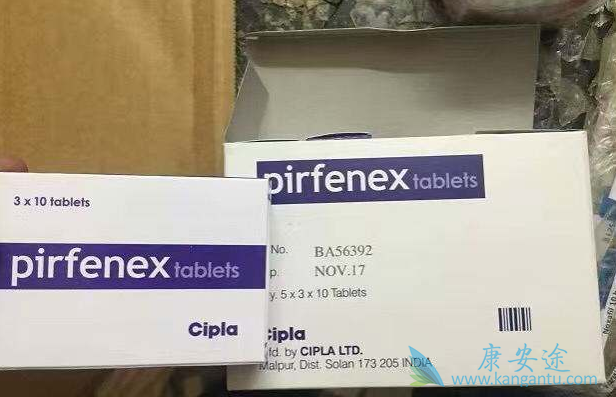 3 x 10 tablets
pirfenex tablets
Cipla
pirfenex tablets
No. BA56392
p. NOV.17
y. 5 x 3 x 10 Tablets
Cipla
fd. by CIPLA LTD.
Malpur, Dist. Solan 173 205 INDIA
康安途
www.kangantu.com